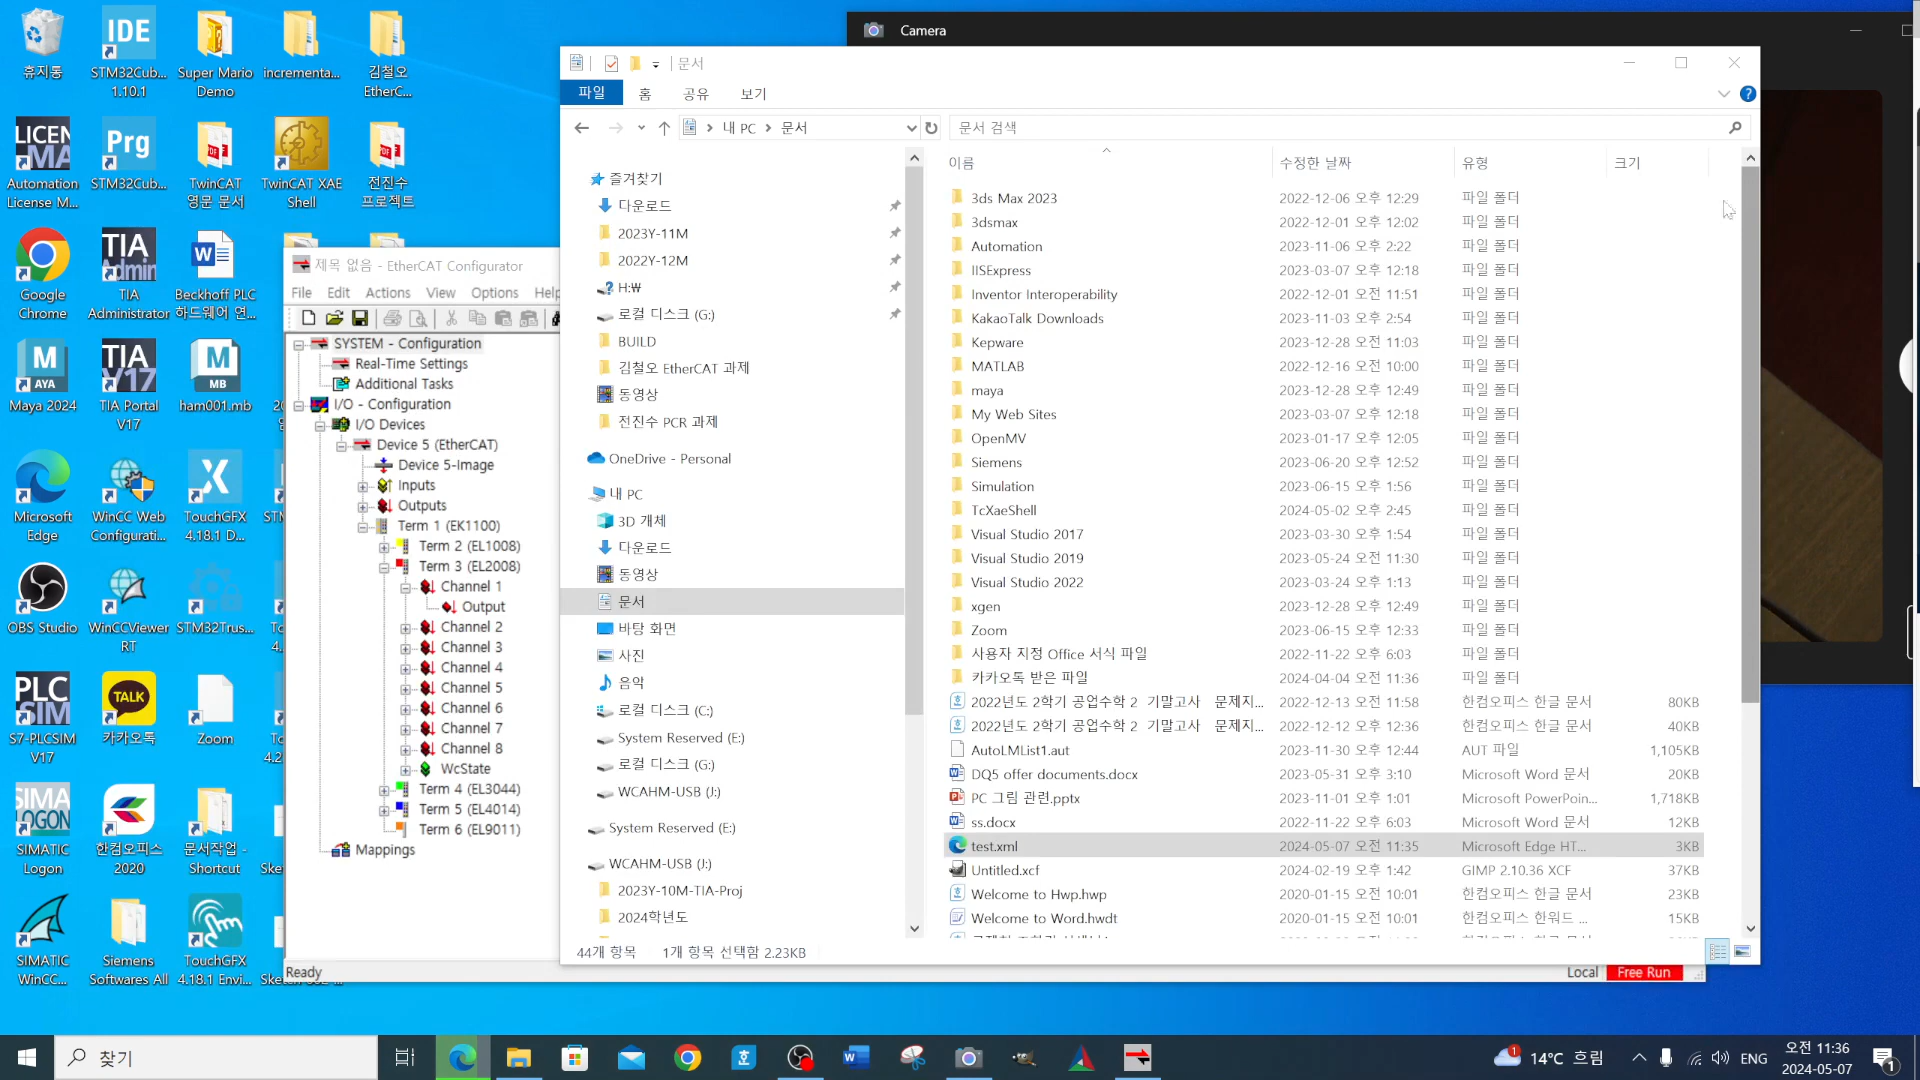 휴지통
STM32Cub...
1.10.1
Super Mario
Demo
incrementa...
김철오
EtherC...
Automation
License M...
STM32Cub...
TwinCAT
영문 문서
TwinCAT XAE
Shell
전진수
프로젝트
Google
Chrome
TIA
Administrator
Beckhoff PLC
하드웨어 연...
Maya 2024
TIA Portal
V17
ham001.mb
Microsoft
Edge
WinCC Web
Configurati...
TouchGFX
4.18.1 D...
OBS Studio
WinCCViewer
RT
STM32Trus...
S7-PLCSIM
V17
카카오톡
Zoom
SIMATIC
Logon
한컴오피스
2020
문서작업 -
Shortcut
SIMATIC
WinCC...
Siemens
Softwares All
TouchGFX
4.18.1 Envi...
제목 없음 - EtherCAT Configurator
File Edit Actions View Options Help
SYSTEM - Configuration
Real-Time Settings
Additional Tasks
I/O - Configuration
I/O Devices
Device 5 (EtherCAT)
Device 5-Image
Inputs
Outputs
Term 1 (EK1100)
Term 2 (EL1008)
Term 3 (EL2008)
Channel 1
Output
Channel 2
Channel 3
Channel 4
Channel 5
Channel 6
Channel 7
Channel 8
WcState
Term 4 (EL3044)
Term 5 (EL4014)
Term 6 (EL9011)
Mappings
Ready
Local Free Run
Camera
문서
파일 홈 공유 보기
내 PC 문서
문서 검색
즐겨찾기
다운로드
2023Y-11M
2022Y-12M
H:₩
로컬 디스크 (G:)
BUILD
김철오 EtherCAT 과제
동영상
전진수 PCR 과제
OneDrive - Personal
내 PC
3D 개체
다운로드
동영상
문서
바탕 화면
사진
음악
로컬 디스크 (C:)
System Reserved (E:)
로컬 디스크 (G:)
WCAHM-USB (J:)
System Reserved (E:)
WCAHM-USB (J:)
2023Y-10M-TIA-Proj
2024학년도
이름 수정한 날짜 유형 크기
3ds Max 2023 2022-12-06 오후 12:29 파일 폴더
3dsmax 2022-12-01 오후 12:02 파일 폴더
Automation 2023-11-06 오후 2:22 파일 폴더
IISExpress 2023-03-07 오후 12:18 파일 폴더
Inventor Interoperability 2022-12-01 오전 11:51 파일 폴더
KakaoTalk Downloads 2023-11-03 오후 2:54 파일 폴더
Kepware 2023-12-28 오후 11:03 파일 폴더
MATLAB 2022-12-16 오전 10:00 파일 폴더
maya 2023-12-28 오후 12:49 파일 폴더
My Web Sites 2023-03-07 오후 12:18 파일 폴더
OpenMV 2023-01-17 오후 12:05 파일 폴더
Siemens 2023-06-20 오후 12:52 파일 폴더
Simulation 2023-06-15 오후 1:56 파일 폴더
TcXaeShell 2024-05-02 오후 2:45 파일 폴더
Visual Studio 2017 2023-03-30 오후 1:54 파일 폴더
Visual Studio 2019 2023-05-24 오전 11:30 파일 폴더
Visual Studio 2022 2023-03-24 오후 1:13 파일 폴더
xgen 2023-12-28 오후 12:49 파일 폴더
Zoom 2023-06-15 오후 12:33 파일 폴더
사용자 지정 Office 서식 파일 2022-11-22 오후 6:03 파일 폴더
카카오톡 받은 파일 2024-04-04 오전 11:36 파일 폴더
2022년도 2학기 공업수학 2 기말고사 문제지... 2022-12-13 오전 11:58 한컴오피스 한글 문서 80KB
2022년도 2학기 공업수학 2 기말고사 문제지... 2022-12-12 오후 12:36 한컴오피스 한글 문서 40KB
AutoLMList1.aut 2023-11-30 오후 12:44 AUT 파일 1,105KB
DQ5 offer documents.docx 2023-05-31 오후 3:10 Microsoft Word 문서 20KB
PC 그림 관련.pptx 2023-11-01 오후 1:01 Microsoft PowerPoin... 1,718KB
ss.docx 2022-11-22 오후 6:03 Microsoft Word 문서 12KB
test.xml 2024-05-07 오전 11:35 Microsoft Edge HT... 3KB
Untitled.xcf 2024-02-19 오후 1:42 GIMP 2.10.36 XCF 37KB
Welcome to Hwp.hwp 2020-01-15 오전 10:01 한컴오피스 한글 문서 23KB
Welcome to Word.hwdt 2020-01-15 오전 10:01 한컴오피스 한워드 ... 15KB
44개 항목 1개 항목 선택함 2.23KB
찾기
14°C 흐림
ENG
오전 11:36
2024-05-07